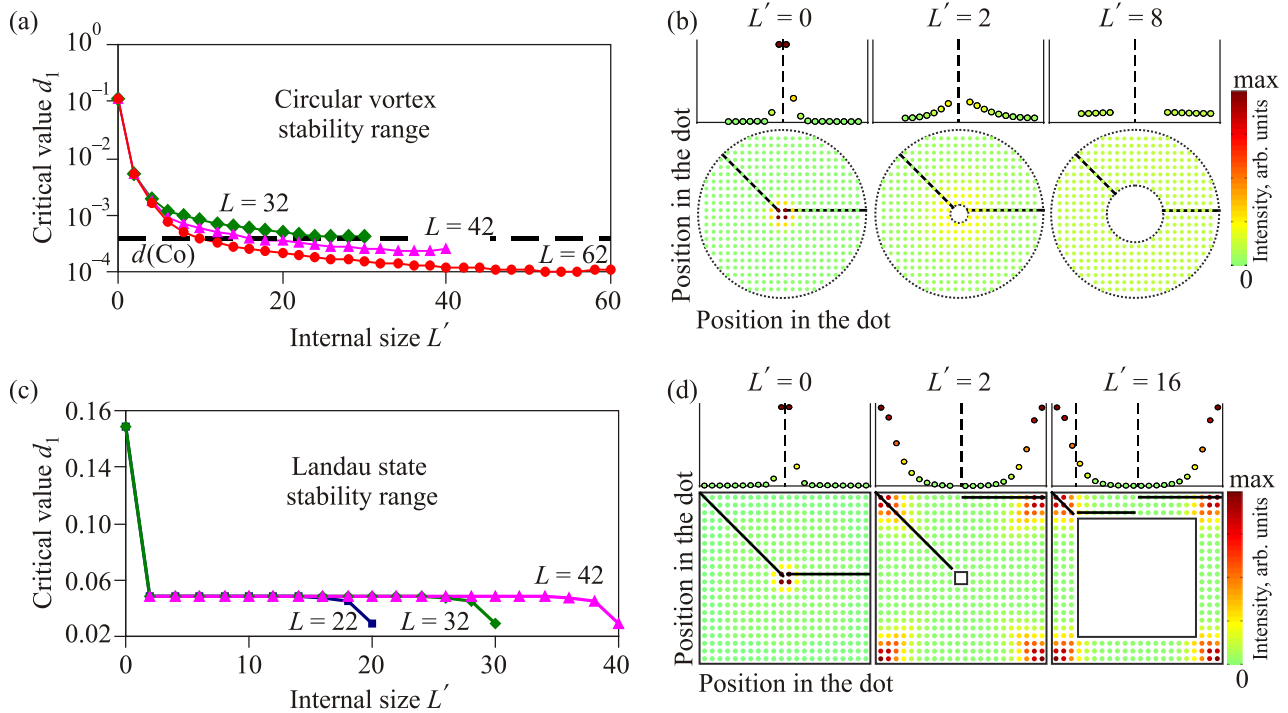 (a)
Critical value d₁
10⁰
10⁻¹
10⁻²
10⁻³
10⁻⁴
Circular vortex
stability range
L = 32
L = 42
L = 62
d(Co)
0
20
40
60
Internal size L′
(b)
L′ = 0
L′ = 2
L′ = 8
Position in the dot
Position in the dot
max
Intensity, arb. units
0
(c)
Critical value d₁
0.16
0.14
0.10
0.06
0.02
Landau state
stability range
L = 42
L = 22
L = 32
0
10
20
30
40
Internal size L′
(d)
L′ = 0
L′ = 2
L′ = 16
Position in the dot
Position in the dot
max
Intensity, arb. units
0